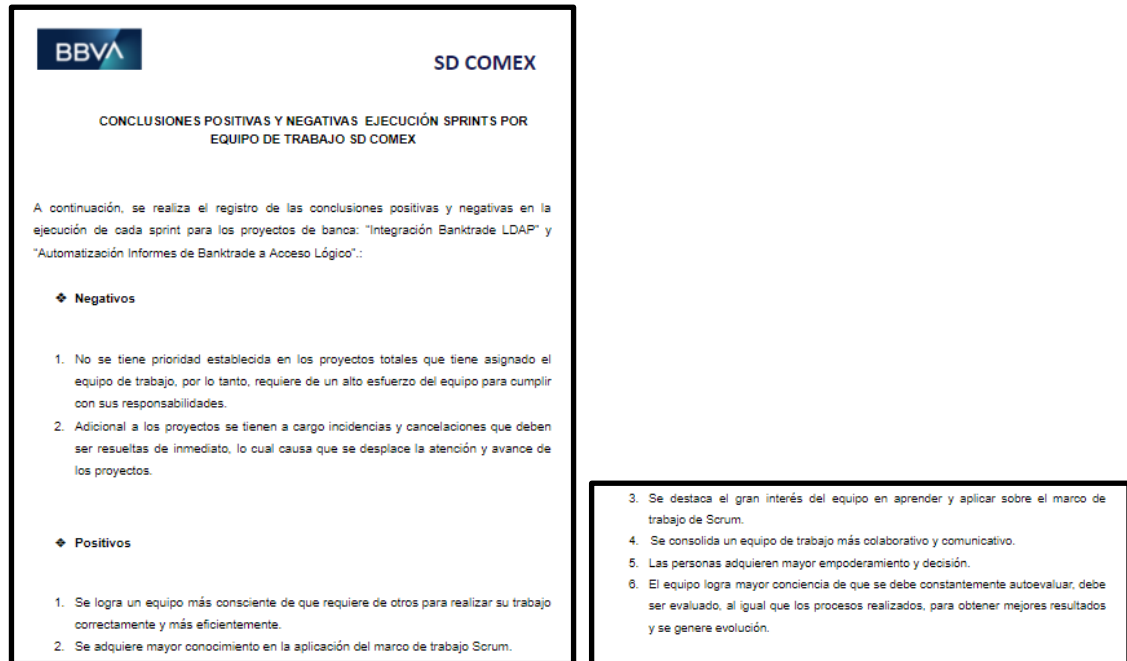 BBVA
SD COMEX
CONCLUSIONES POSITIVAS Y NEGATIVAS EJECUCIÓN SPRINTS POR
EQUIPO DE TRABAJO SD COMEX
A continuación, se realiza el registro de las conclusiones positivas y negativas en la
ejecución de cada sprint para los proyectos de banca: "Integración Banktrade LDAP" y
"Automatización Informes de Banktrade a Acceso Lógico".:
❖ Negativos
1. No se tiene prioridad establecida en los proyectos totales que tiene asignado el
equipo de trabajo, por lo tanto, requiere de un alto esfuerzo del equipo para cumplir
con sus responsabilidades.
2. Adicional a los proyectos se tienen a cargo incidencias y cancelaciones que deben
ser resueltas de inmediato, lo cual causa que se desplace la atención y avance de
los proyectos.
❖ Positivos
1. Se logra un equipo más consciente de que requiere de otros para realizar su trabajo
correctamente y más eficientemente.
2. Se adquiere mayor conocimiento en la aplicación del marco de trabajo Scrum.
3. Se destaca el gran interés del equipo en aprender y aplicar sobre el marco de
trabajo de Scrum.
4. Se consolida un equipo de trabajo más colaborativo y comunicativo.
5. Las personas adquieren mayor empoderamiento y decisión.
6. El equipo logra mayor conciencia de que se debe constantemente autoevaluar, debe
ser evaluado, al igual que los procesos realizados, para obtener mejores resultados
y se genere evolución.